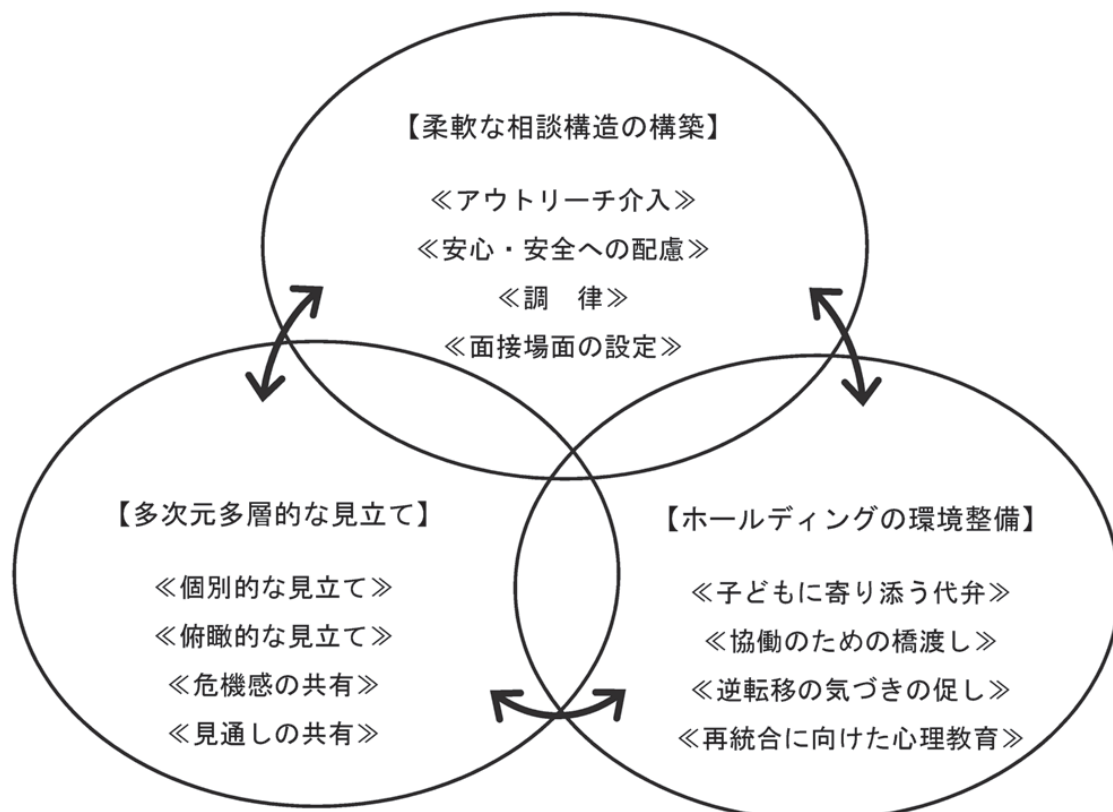 【柔軟な相談構造の構築】
≪アウトリーチ介入≫
≪安心・安全への配慮≫
≪調　律≫
≪面接場面の設定≫
【多次元多層的な見立て】
≪個別的な見立て≫
≪俯瞰的な見立て≫
≪危機感の共有≫
≪見通しの共有≫
【ホールディングの環境整備】
≪子どもに寄り添う代弁≫
≪協働のための橋渡し≫
≪逆転移の気づきの促し≫
≪再統合に向けた心理教育≫